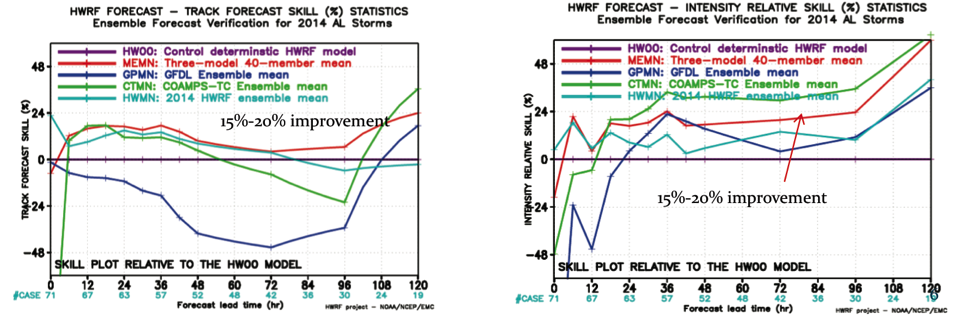 HWRF FORECAST – TRACK FORECAST SKILL (%) STATISTICS
Ensemble Forecast Verification for 2014 AL Storms
HW00: Control determinstic HWRF model
MEMN: Three-model 40-member mean
GPMN: GFDL Ensemble mean
CTMN: COAMPS-TC Ensemble mean
HWMN: 2014 HWRF ensemble mean
15%-20% improvement
TRACK FORECAST SKILL (%)
48
24
0
-24
-48
SKILL PLOT RELATIVE TO THE HW00 MODEL
0 12 24 36 48 60 72 84 96 108 120
#CASE 71 67 63 57 52 48 42 36 30 24 19
Forecast lead time (hr)
HWRF project - NOAA/NCEP/EMC
HWRF FORECAST – INTENSITY RELATIVE SKILL (%) STATISTICS
Ensemble Forecast Verification for 2014 AL Storms
HW00: Control determinstic HWRF model
MEMN: Three-model 40-member mean
GPMN: GFDL Ensemble mean
CTMN: COAMPS-TC Ensemble mean
HWMN: 2014 HWRF ensemble mean
15%-20% improvement
INTENSITY RELATIVE SKILL (%)
48
24
0
-24
-48
SKILL PLOT RELATIVE TO THE HW00 MODEL
0 12 24 36 48 60 72 84 96 108 120
#CASE 71 67 63 57 52 48 42 36 30 24
Forecast lead time (hr)
HWRF project - NOAA/NCEP/EMC